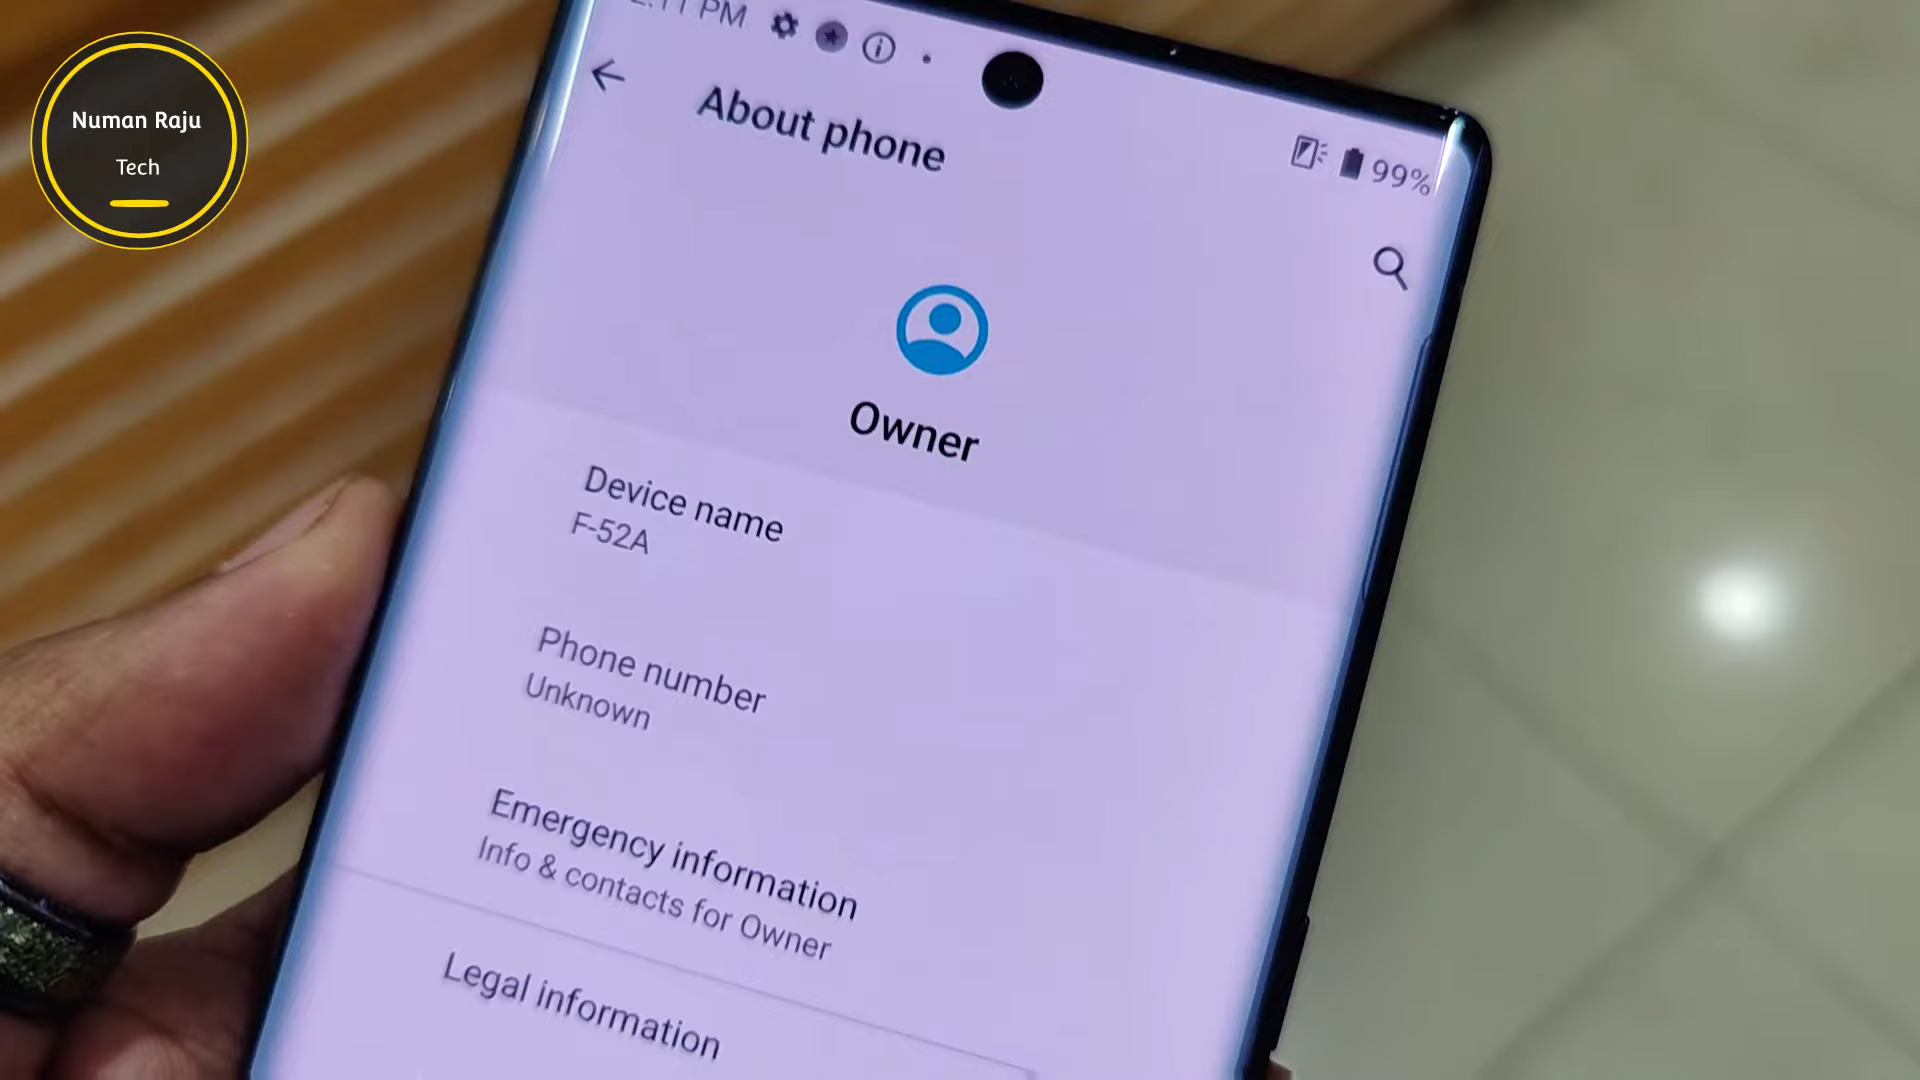 Numan Raju
Tech
PM
99%
About phone
Owner
Device name
F-52A
Phone number
Unknown
Emergency information
Info & contacts for Owner
Legal information